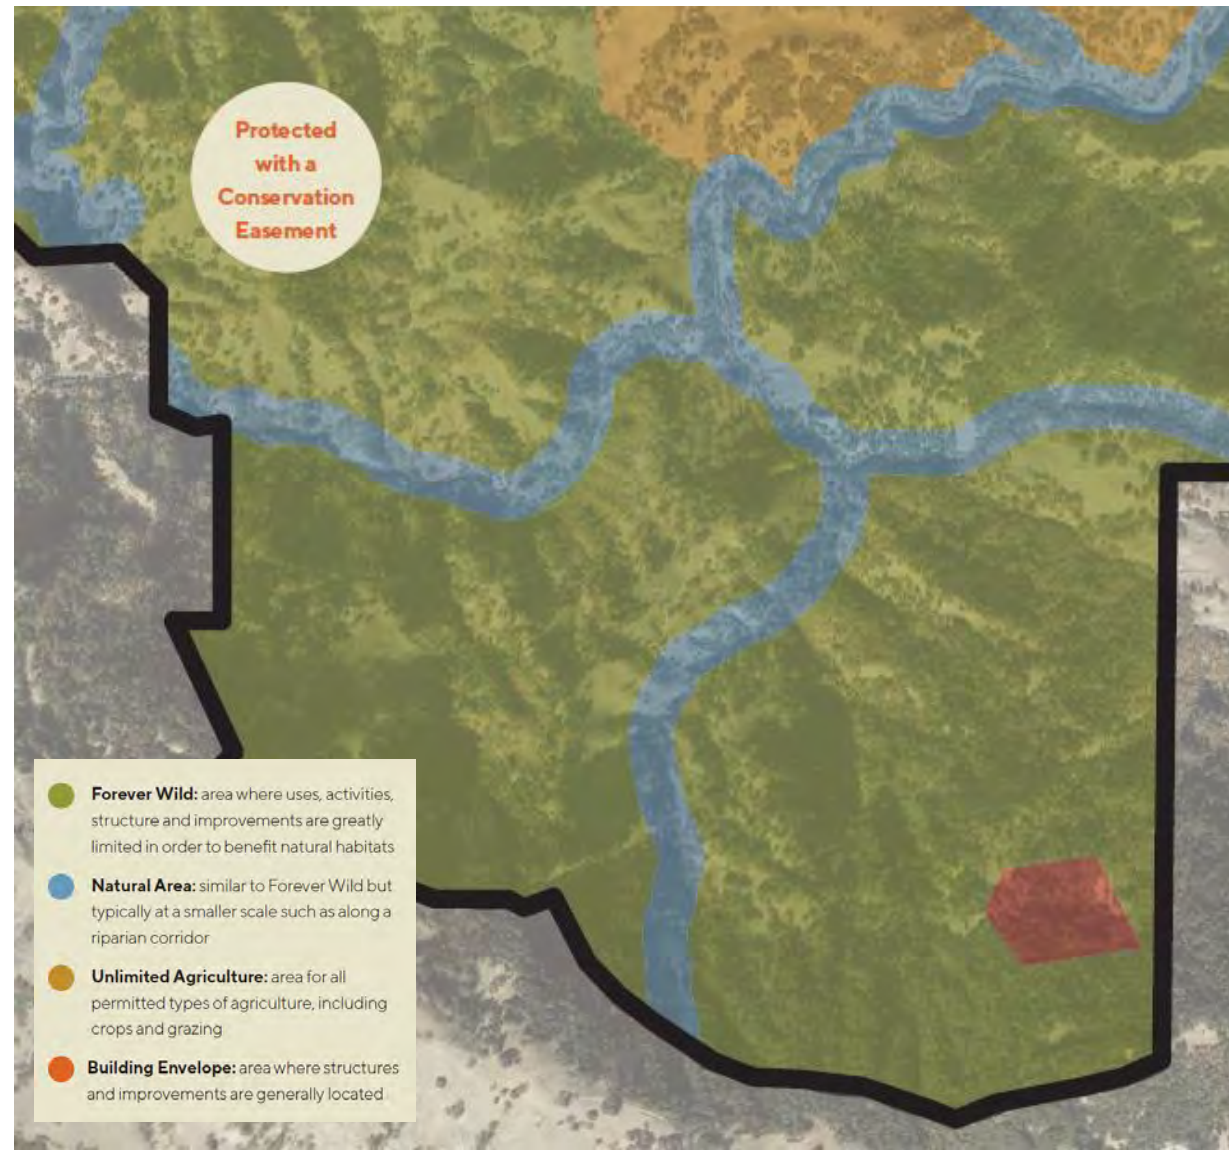 Protected
with a
Conservation
Easement
Forever Wild: area where uses, activities,
structure and improvements are greatly
limited in order to benefit natural habitats
Natural Area: similar to Forever Wild but
typically at a smaller scale such as along a
riparian corridor
Unlimited Agriculture: area for all
permitted types of agriculture, including
crops and grazing
Building Envelope: area where structures
and improvements are generally located